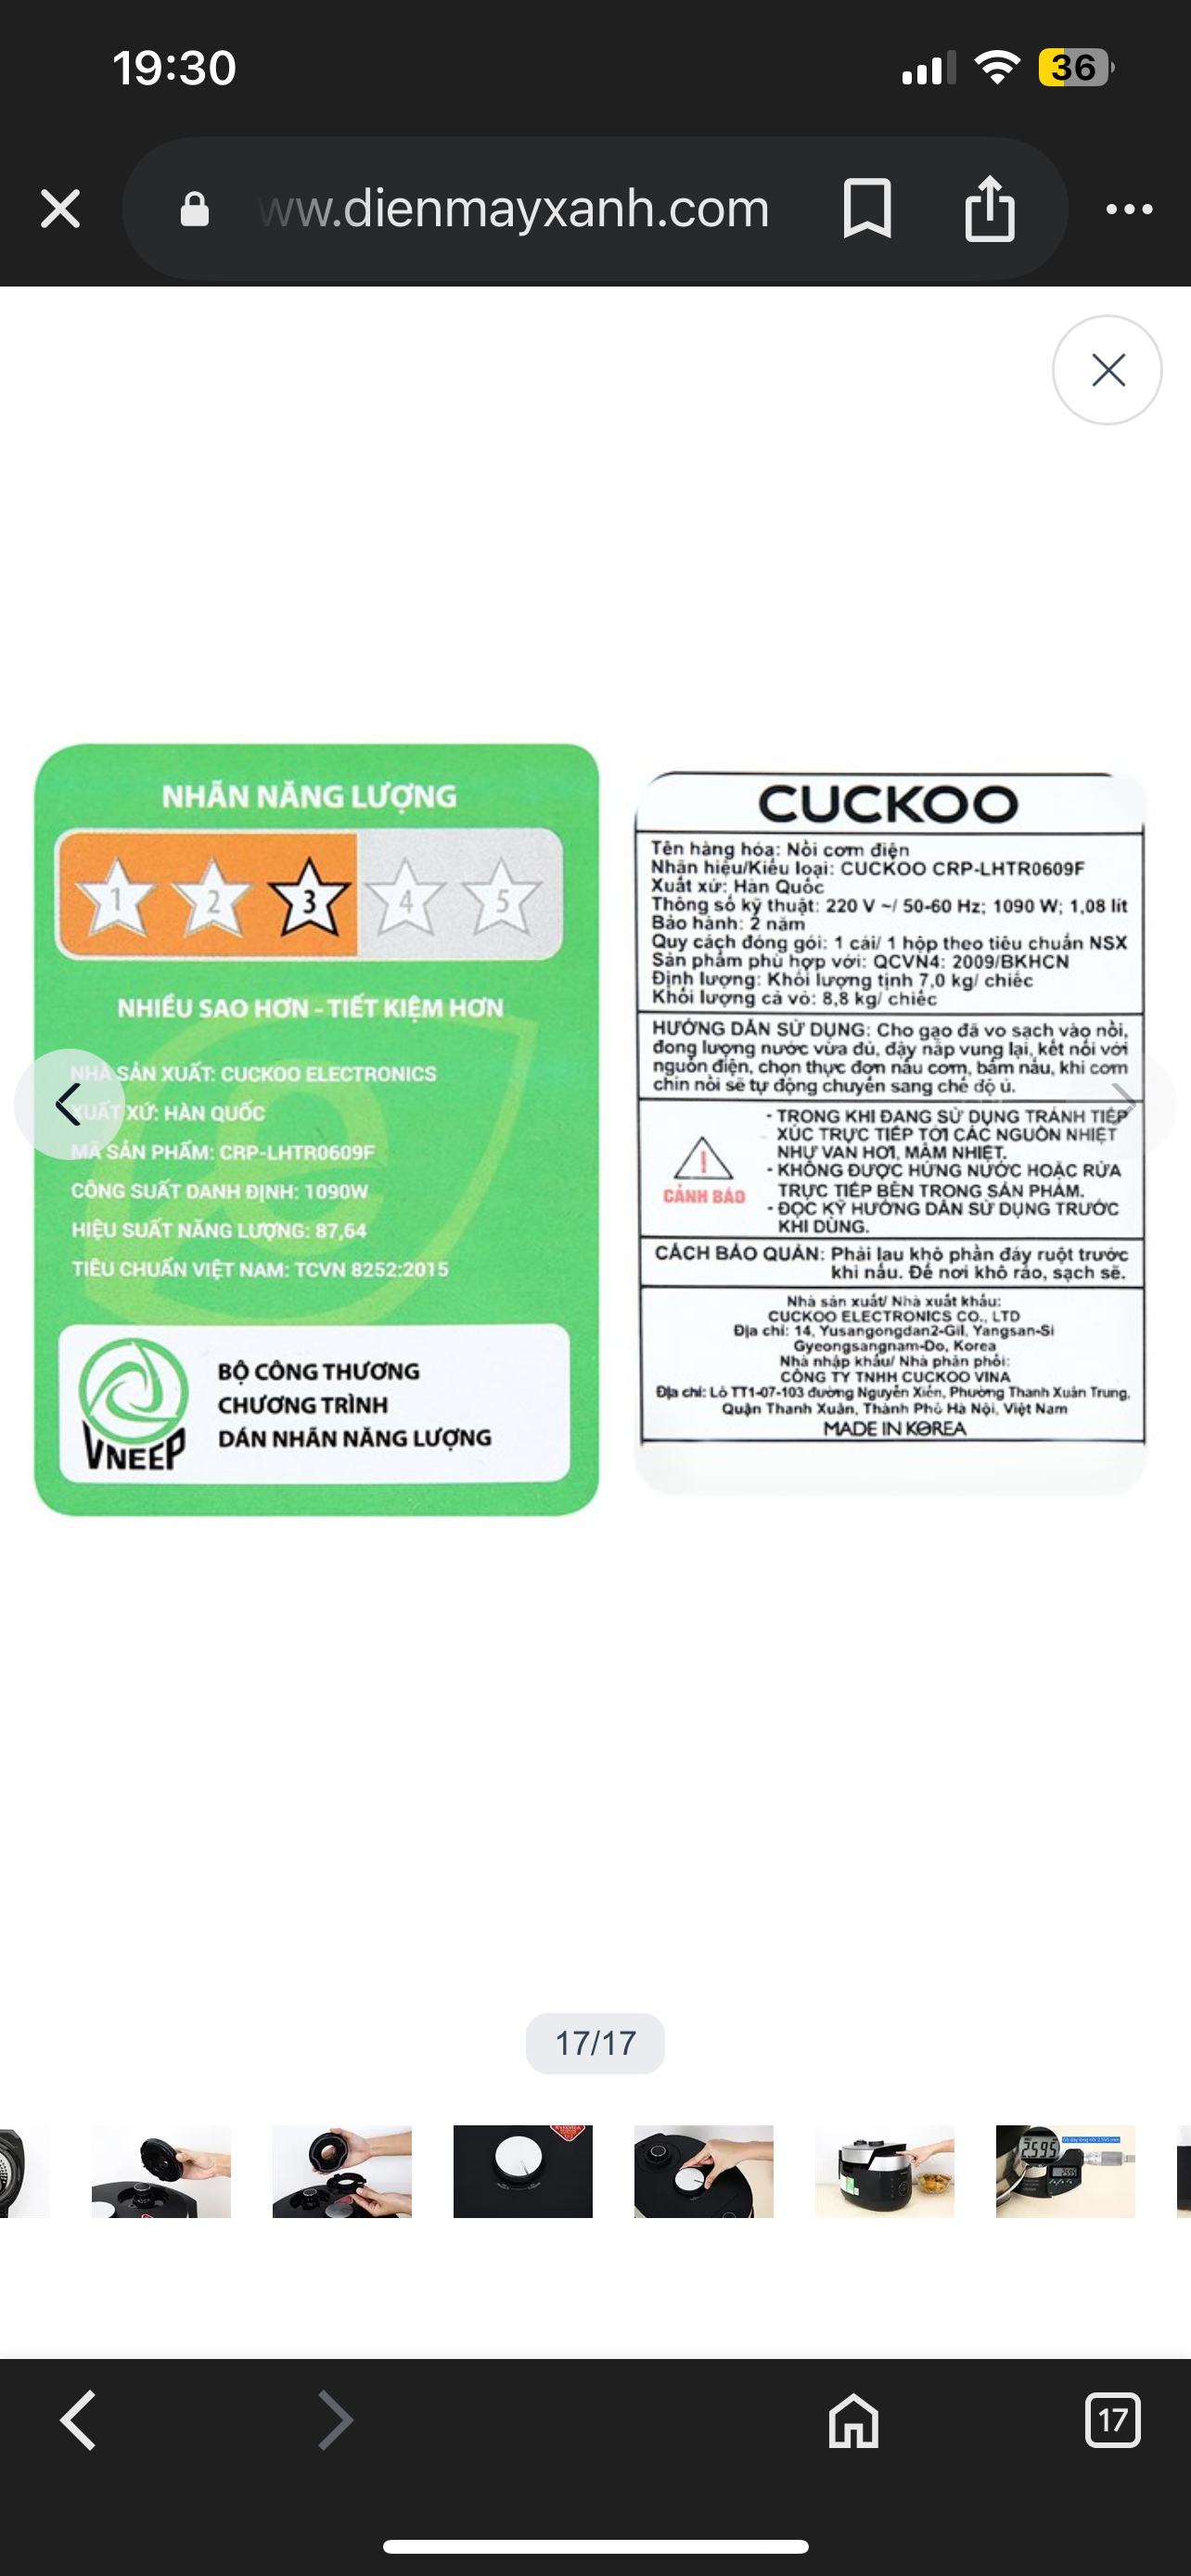 19:30
36
ww.dienmayxanh.com
NHÃN NĂNG LƯỢNG
1 2 3 4 5
NHIỀU SAO HƠN - TIẾT KIỆM HƠN
NHÀ SẢN XUẤT: CUCKOO ELECTRONICS
XUẤT XỨ: HÀN QUỐC
MÃ SẢN PHẨM: CRP-LHTR0609F
CÔNG SUẤT DANH ĐỊNH: 1090W
HIỆU SUẤT NĂNG LƯỢNG: 87,64
TIÊU CHUẨN VIỆT NAM: TCVN 8252:2015
VNEEP
BỘ CÔNG THƯƠNG
CHƯƠNG TRÌNH
DÁN NHÃN NĂNG LƯỢNG
CUCKOO
Tên hàng hóa: Nồi cơm điện
Nhãn hiệu/Kiểu loại: CUCKOO CRP-LHTR0609F
Xuất xứ: Hàn Quốc
Thông số kỹ thuật: 220 V ~/ 50-60 Hz; 1090 W; 1,08 lít
Bảo hành: 2 năm
Quy cách đóng gói: 1 cái/ 1 hộp theo tiêu chuẩn NSX
Sản phẩm phù hợp với: QCVN4: 2009/BKHCN
Định lượng: Khối lượng tịnh 7,0 kg/ chiếc
Khối lượng cả vỏ: 8,8 kg/ chiếc
HƯỚNG DẪN SỬ DỤNG: Cho gạo đã vo sạch vào nồi,
đong lượng nước vừa đủ, đậy nắp vung lại, kết nối với
nguồn điện, chọn thực đơn nấu cơm, bấm nấu, khi cơm
chín nồi sẽ tự động chuyển sang chế độ ủ.
CẢNH BÁO
- TRONG KHI ĐANG SỬ DỤNG TRÁNH TIẾP
XÚC TRỰC TIẾP TỚI CÁC NGUỒN NHIỆT
NHƯ VAN HƠI, MÂM NHIỆT.
- KHÔNG ĐƯỢC HỨNG NƯỚC HOẶC RỬA
TRỰC TIẾP BÊN TRONG SẢN PHẨM.
- ĐỌC KỸ HƯỚNG DẪN SỬ DỤNG TRƯỚC
KHI DÙNG.
CÁCH BẢO QUẢN: Phải lau khô phần đáy ruột trước
khi nấu. Để nơi khô ráo, sạch sẽ.
Nhà sản xuất/ Nhà xuất khẩu:
CUCKOO ELECTRONICS CO., LTD
Địa chỉ: 14, Yusangongdan2-Gil, Yangsan-Si
Gyeongsangnam-Do, Korea
Nhà nhập khẩu/ Nhà phân phối:
CÔNG TY TNHH CUCKOO VINA
Địa chỉ: Lô TT1-07-103 đường Nguyễn Xiển, Phường Thanh Xuân Trung,
Quận Thanh Xuân, Thành Phố Hà Nội, Việt Nam
MADE IN KOREA
17/17
2.595
17